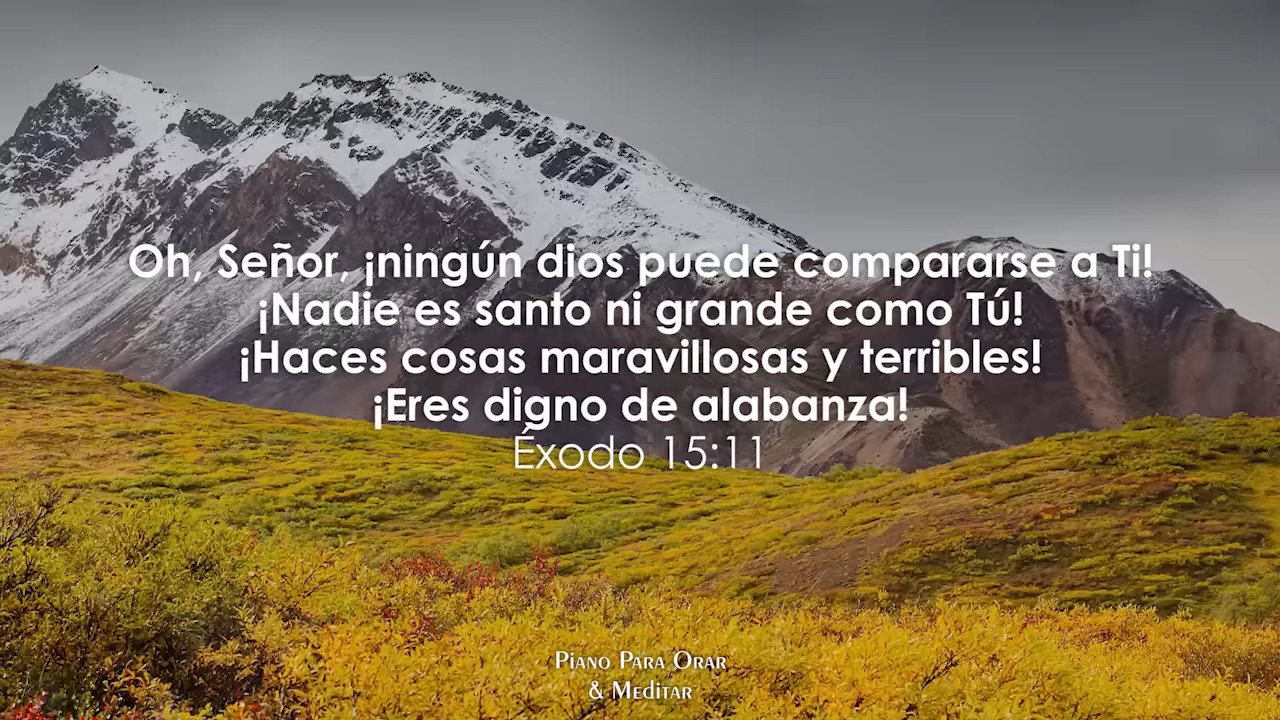 Oh, Señor, ¡ningún dios puede compararse a Ti!
¡Nadie es santo ni grande como Tú!
¡Haces cosas maravillosas y terribles!
¡Eres digno de alabanza!
Éxodo 15:11
Piano Para Orar
& Meditar